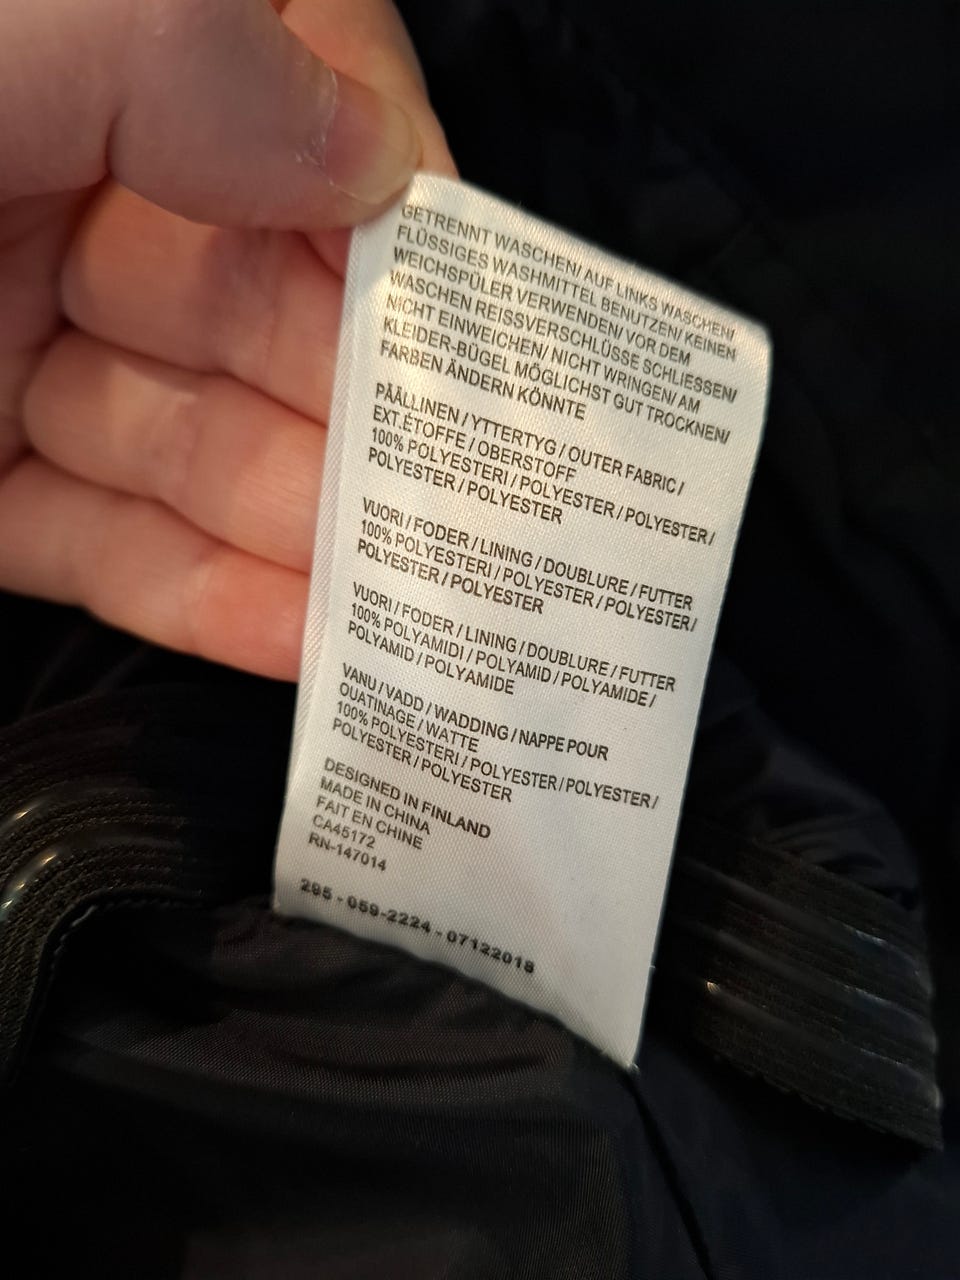 GETRENNT WASCHEN/ AUF LINKS WASCHEN/
FLÜSSIGES WASHMITTEL BENUTZEN/ KEINEN
WEICHSPÜLER VERWENDEN/ VOR DEM
WASCHEN REISSVERSCHLÜSSE SCHLIESSEN/
NICHT EINWEICHEN/ NICHT WRINGEN/ AM
KLEIDER-BÜGEL MÖGLICHST GUT TROCKNEN/
FARBEN ÄNDERN KÖNNTE
PÄÄLLINEN / YTTERTYG / OUTER FABRIC /
EXT.ÉTOFFE / OBERSTOFF
100% POLYESTERI / POLYESTER / POLYESTER /
POLYESTER / POLYESTER
VUORI / FODER / LINING / DOUBLURE / FUTTER
100% POLYESTERI / POLYESTER / POLYESTER /
POLYESTER / POLYESTER
VUORI / FODER / LINING / DOUBLURE / FUTTER
100% POLYAMIDI / POLYAMID / POLYAMIDE /
POLYAMID / POLYAMIDE
VANU / VADD / WADDING / NAPPE POUR
OUATINAGE / WATTE
100% POLYESTERI / POLYESTER / POLYESTER /
POLYESTER / POLYESTER
DESIGNED IN FINLAND
MADE IN CHINA
FAIT EN CHINE
CA45172
RN-147014
295 - 059-2224 - 07122018